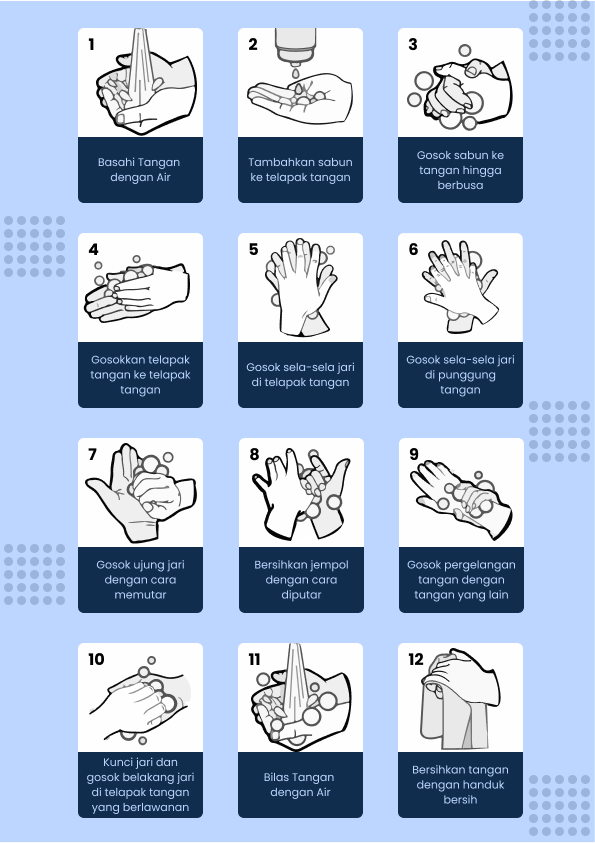 1
Basahi Tangan
dengan Air
2
Tambahkan sabun
ke telapak tangan
3
Gosok sabun ke
tangan hingga
berbusa
4
Gosokkan telapak
tangan ke telapak
tangan
5
Gosok sela-sela jari
di telapak tangan
6
Gosok sela-sela jari
di punggung
tangan
7
Gosok ujung jari
dengan cara
memutar
8
Bersihkan jempol
dengan cara
diputar
9
Gosok pergelangan
tangan dengan
tangan yang lain
10
Kunci jari dan
gosok belakang jari
di telapak tangan
yang berlawanan
11
Bilas Tangan
dengan Air
12
Bersihkan tangan
dengan handuk
bersih